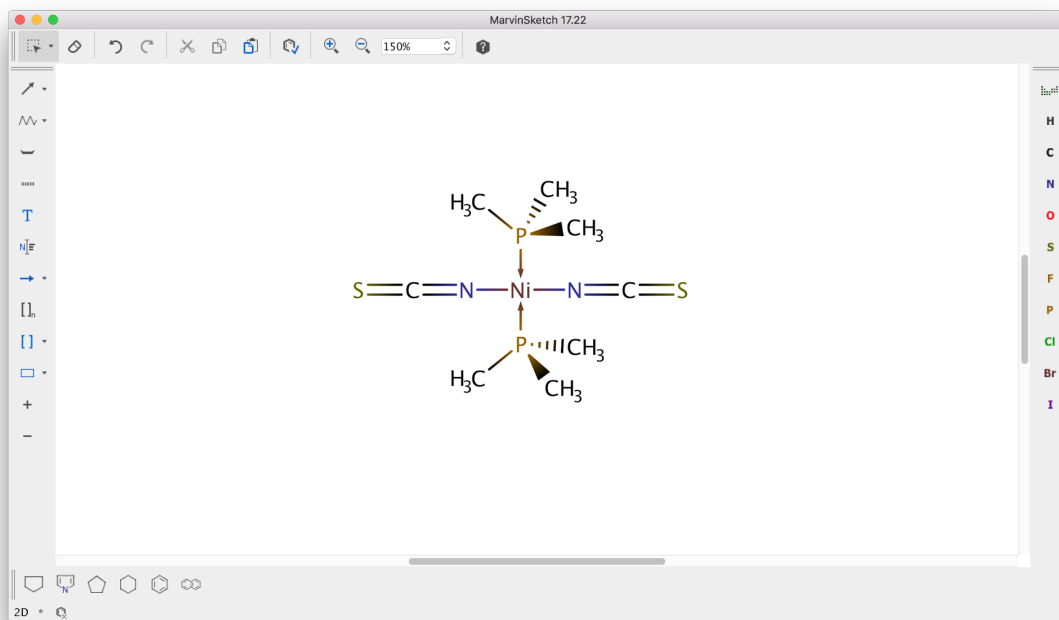 MarvinSketch 17.22
150%
H
C
N
O
S
F
P
Cl
Br
I
T
N
[ ]n
[ ]
H3C CH3
P CH3
S C N Ni N C S
P CH3
H3C CH3
N
2D *